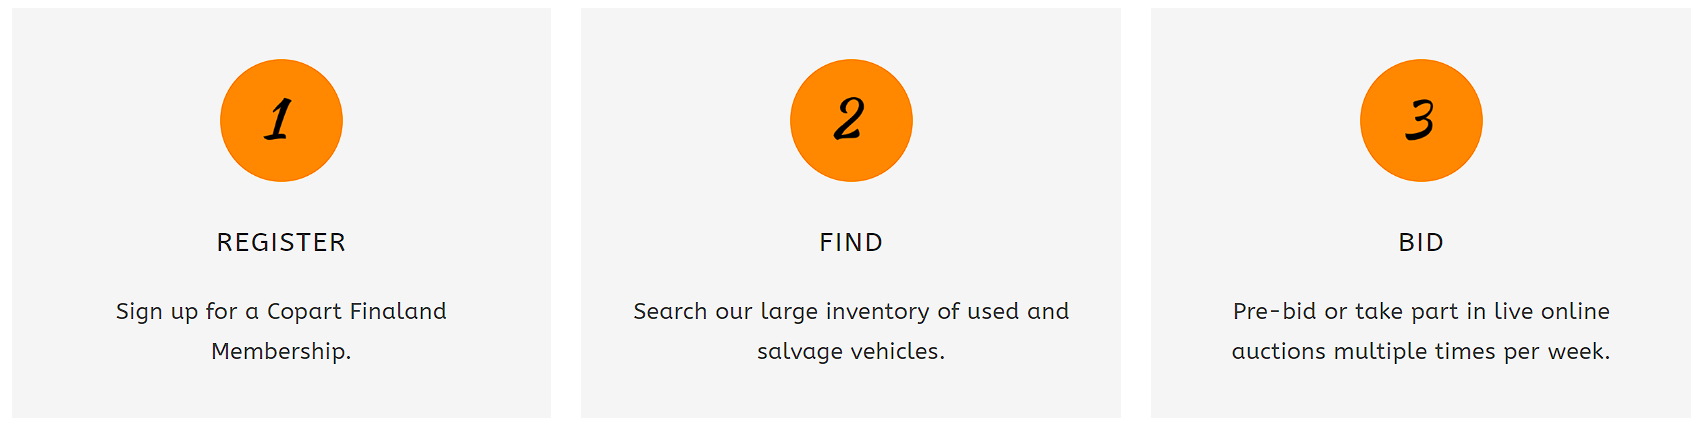 1
REGISTER
Sign up for a Copart Finaland
Membership.
2
FIND
Search our large inventory of used and
salvage vehicles.
3
BID
Pre-bid or take part in live online
auctions multiple times per week.